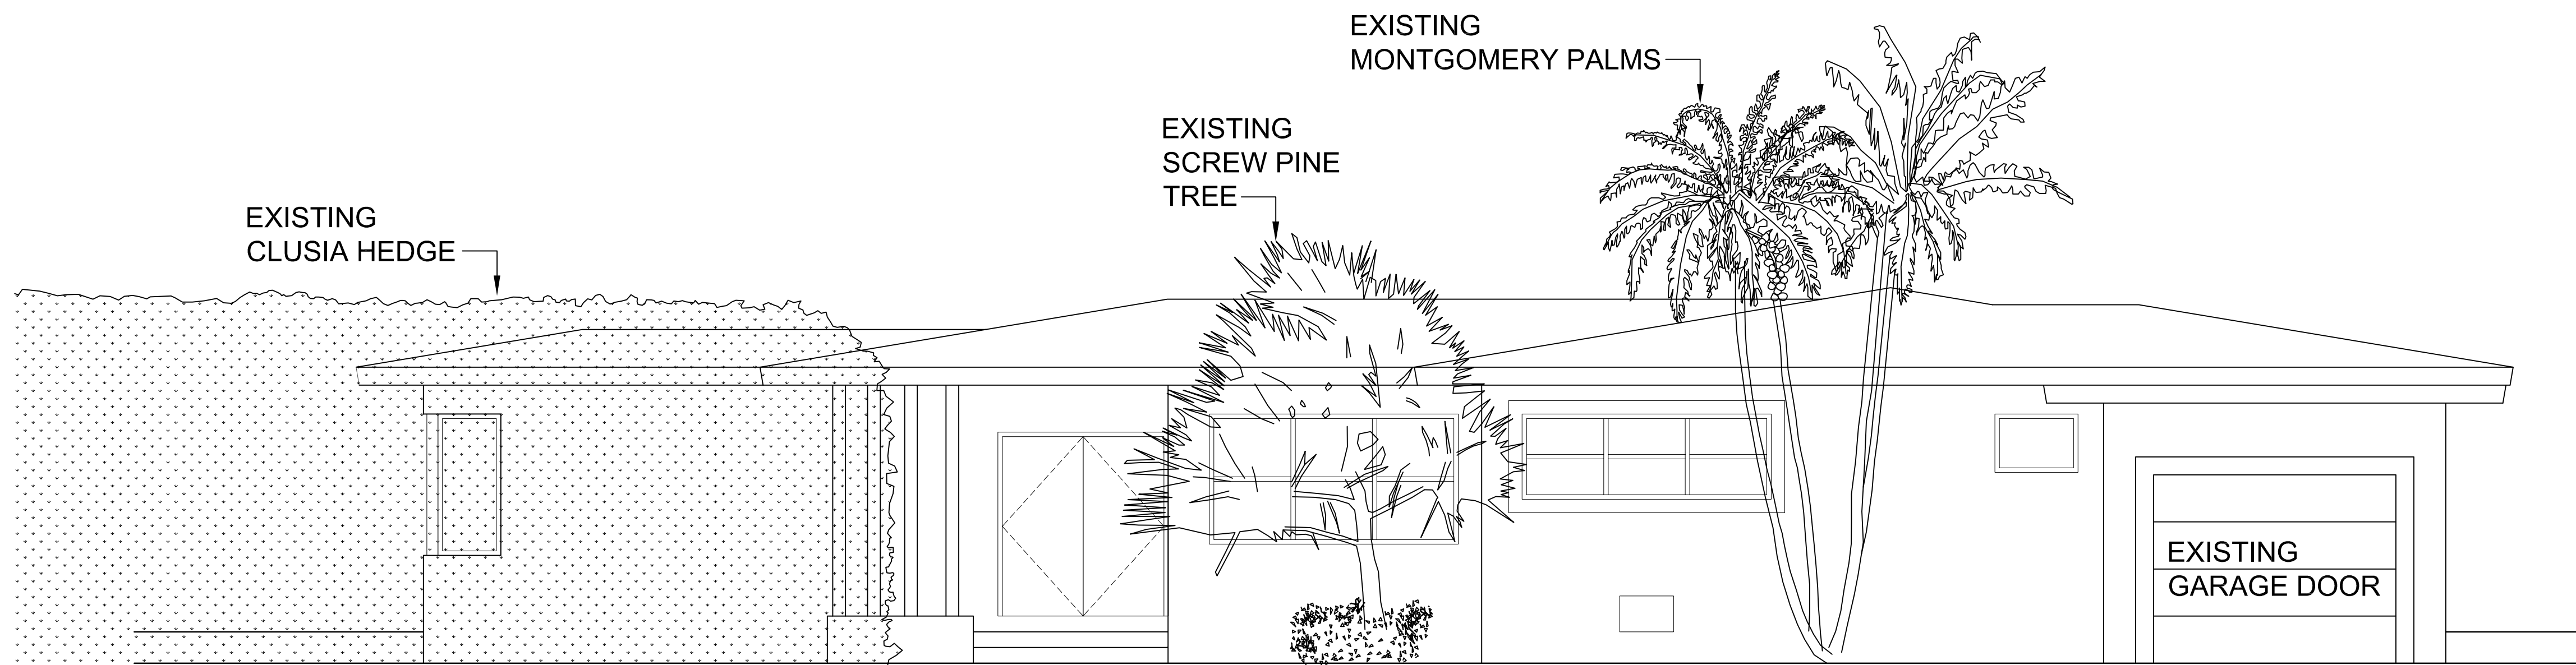 EXISTING
MONTGOMERY PALMS
EXISTING
SCREW PINE
TREE
EXISTING
CLUSIA HEDGE
EXISTING
GARAGE DOOR